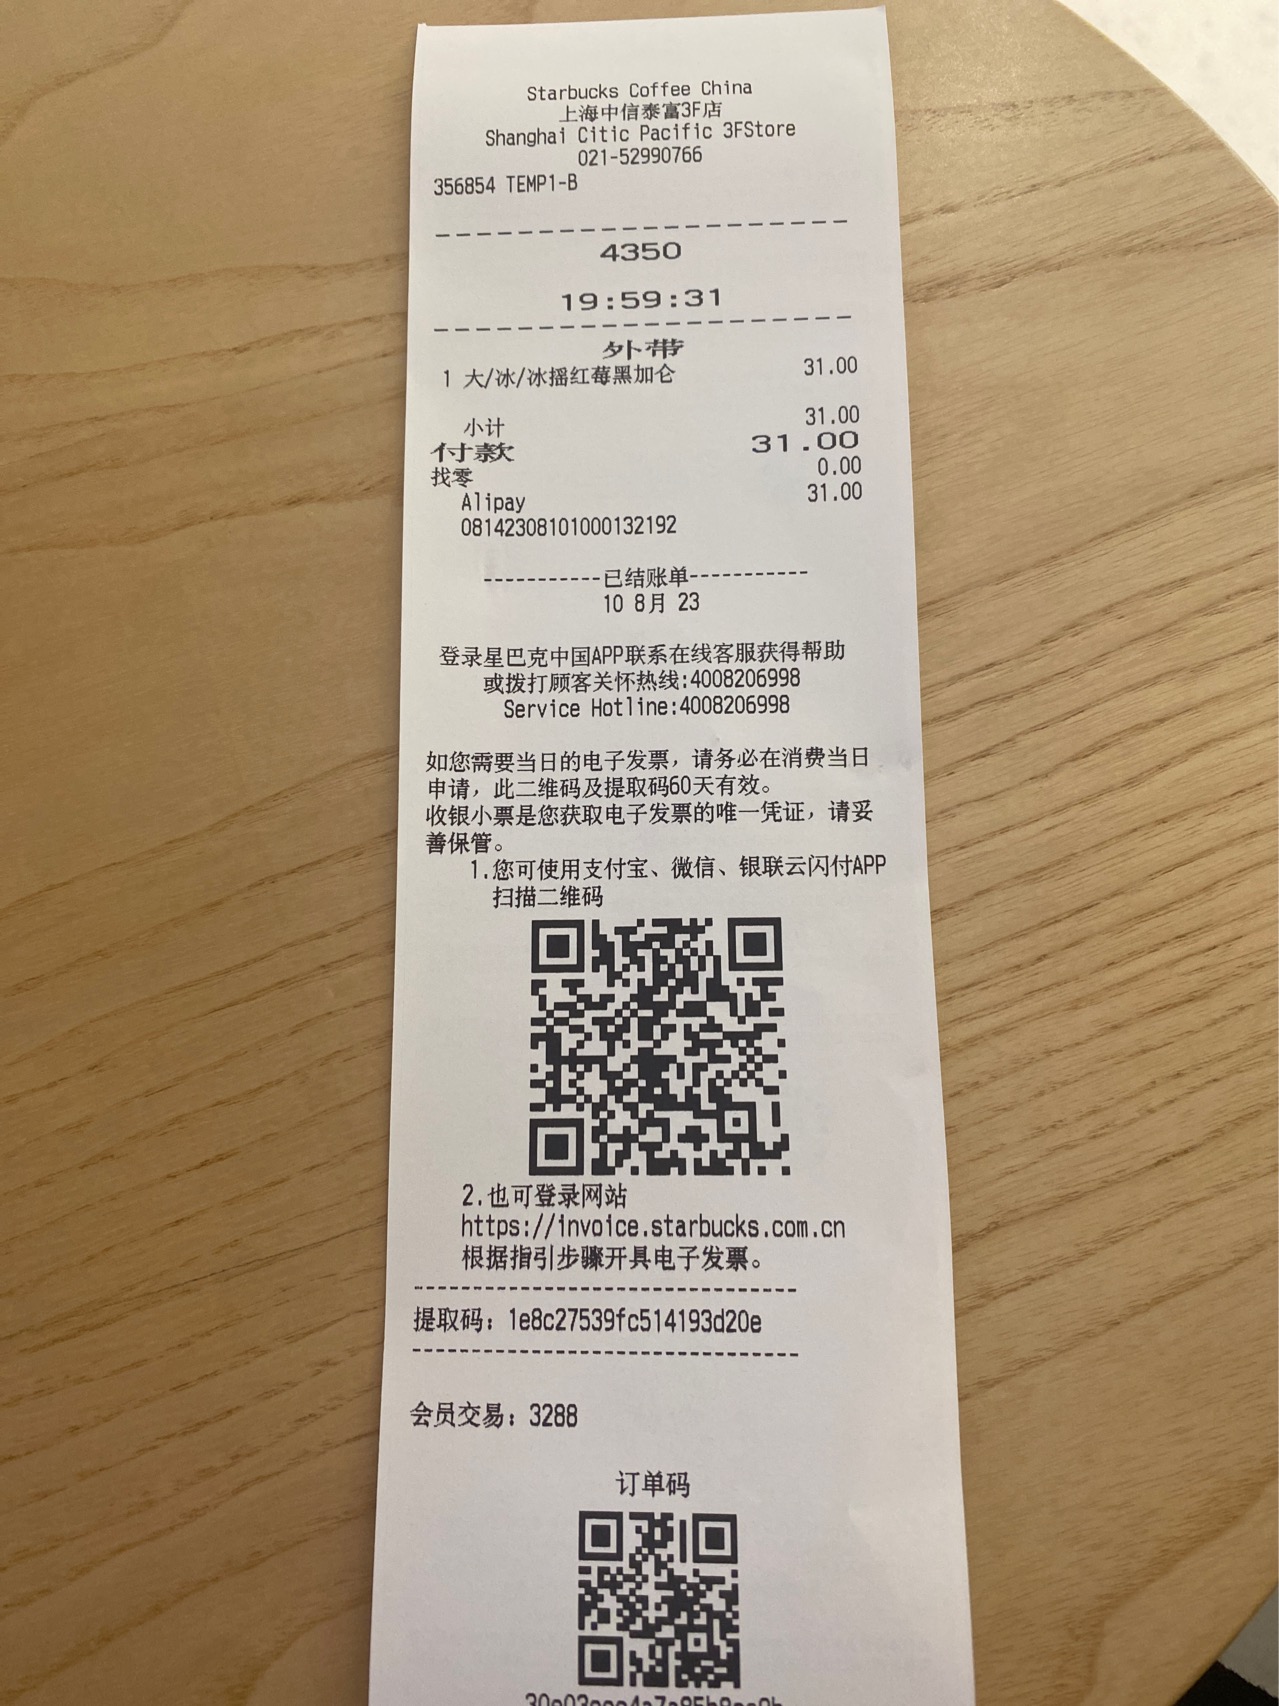 Starbucks Coffee China
上海中信泰富3F店
Shanghai Citic Pacific 3FStore
021-52990766
356854 TEMP1-B
4350
19:59:31
外带
1 大/冰/冰摇红莓黑加仑 31.00
小计 31.00
付款 31.00
找零 0.00
Alipay 31.00
08142308101000132192
-----------已结账单-----------
10 8月 23
登录星巴克中国APP联系在线客服获得帮助
或拨打顾客关怀热线:4008206998
Service Hotline:4008206998
如您需要当日的电子发票，请务必在消费当日
申请，此二维码及提取码60天有效。
收银小票是您获取电子发票的唯一凭证，请妥
善保管。
1.您可使用支付宝、微信、银联云闪付APP
扫描二维码
2.也可登录网站
https://invoice.starbucks.com.cn
根据指引步骤开具电子发票。
提取码：1e8c27539fc514193d20e
会员交易：3288
订单码